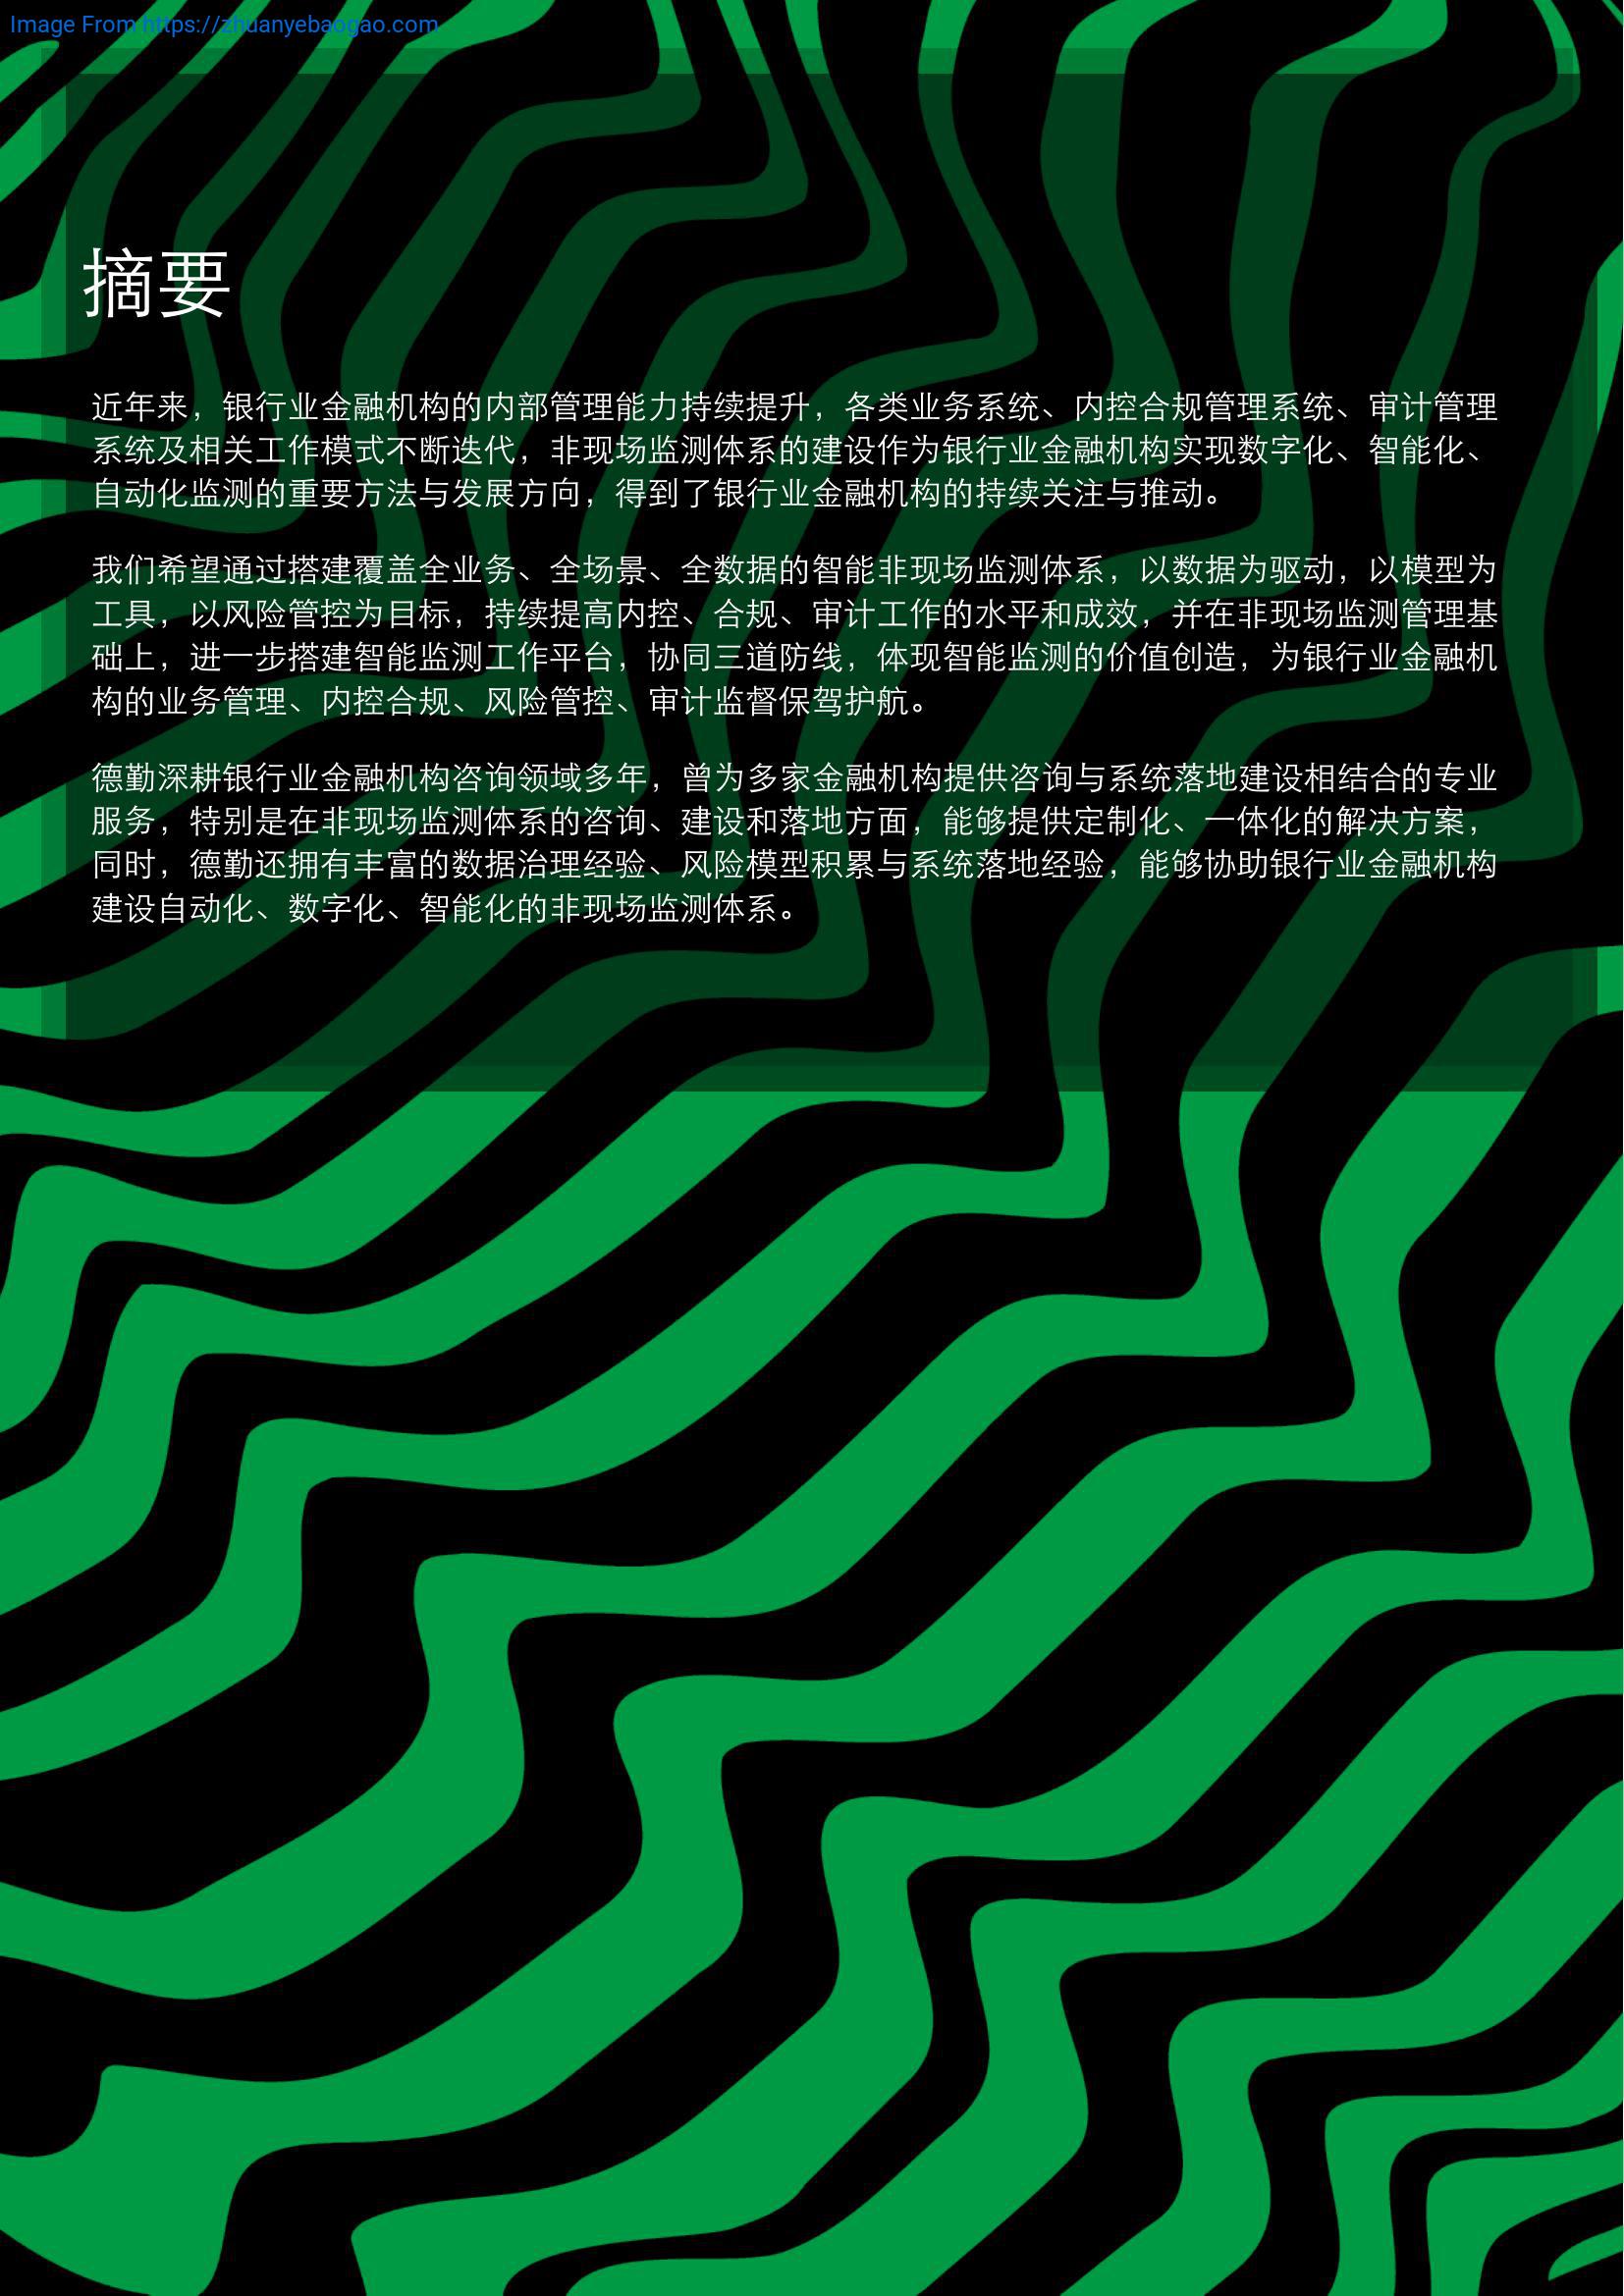 Image From https://zhuanyebaogao.com
摘要
近年来，银行业金融机构的内部管理能力持续提升，各类业务系统、内控合规管理系统、审计管理
系统及相关工作模式不断迭代，非现场监测体系的建设作为银行业金融机构实现数字化、智能化、
自动化监测的重要方法与发展方向，得到了银行业金融机构的持续关注与推动。
我们希望通过搭建覆盖全业务、全场景、全数据的智能非现场监测体系，以数据为驱动，以模型为
工具，以风险管控为目标，持续提高内控、合规、审计工作的水平和成效，并在非现场监测管理基
础上，进一步搭建智能监测工作平台，协同三道防线，体现智能监测的价值创造，为银行业金融机
构的业务管理、内控合规、风险管控、审计监督保驾护航。
德勤深耕银行业金融机构咨询领域多年，曾为多家金融机构提供咨询与系统落地建设相结合的专业
服务，特别是在非现场监测体系的咨询、建设和落地方面，能够提供定制化、一体化的解决方案，
同时，德勤还拥有丰富的数据治理经验、风险模型积累与系统落地经验，能够协助银行业金融机构
建设自动化、数字化、智能化的非现场监测体系。